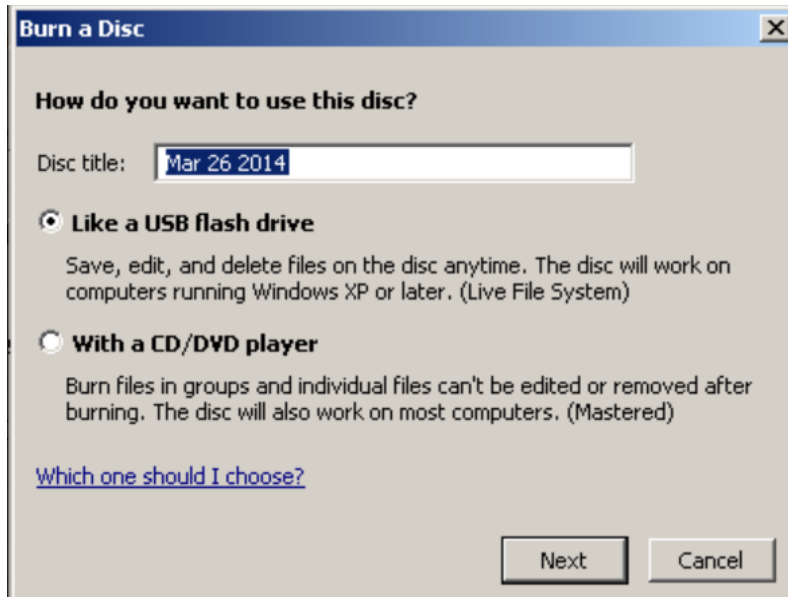 Burn a Disc
How do you want to use this disc?
Disc title: Mar 26 2014
Like a USB flash drive
Save, edit, and delete files on the disc anytime. The disc will work on
computers running Windows XP or later. (Live File System)
With a CD/DVD player
Burn files in groups and individual files can't be edited or removed after
burning. The disc will also work on most computers. (Mastered)
Which one should I choose?
Next Cancel